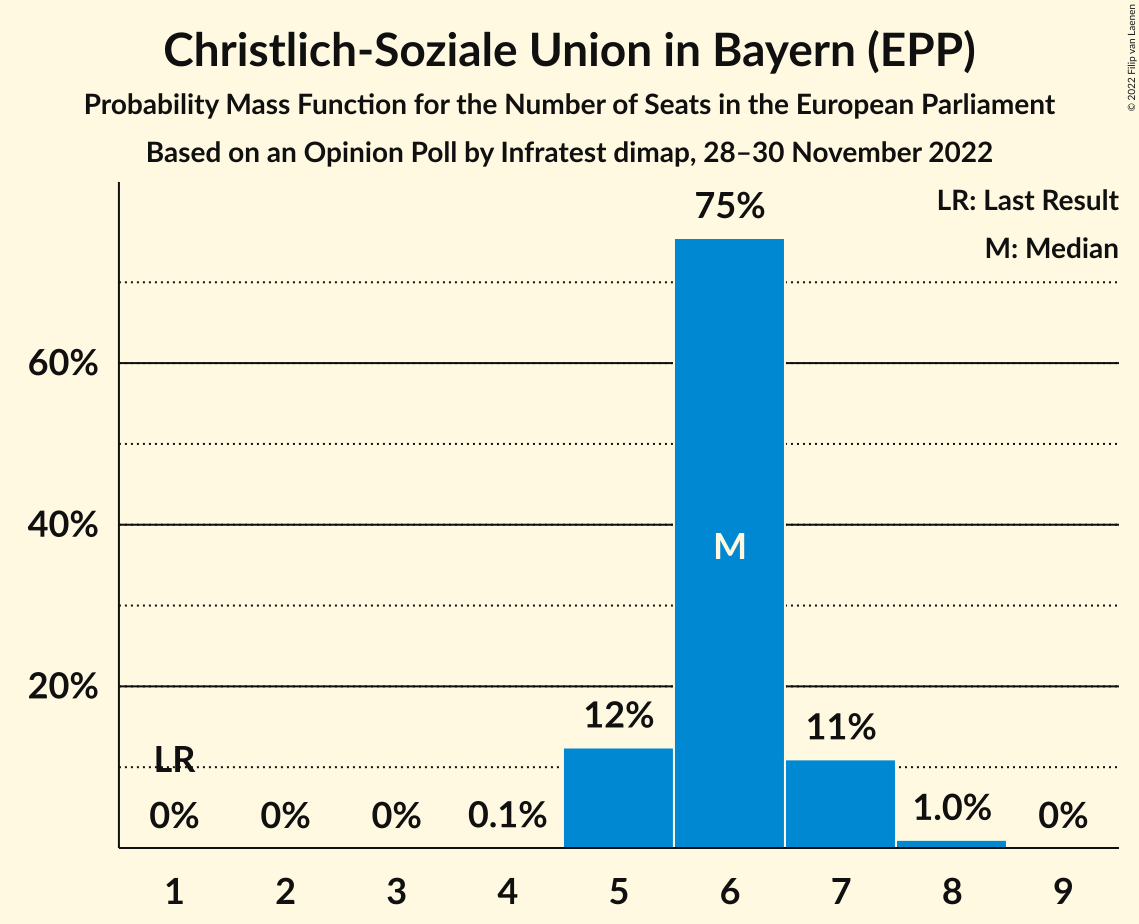 Christlich-Soziale Union in Bayern (EPP)
Probability Mass Function for the Number of Seats in the European Parliament
Based on an Opinion Poll by Infratest dimap, 28–30 November 2022
© 2022 Filip van Laenen
LR: Last Result
M: Median
75%
60%
40%
M
20%
12%
11%
LR
0%
0%
0%
0.1%
1.0%
0%
1
2
3
4
5
6
7
8
9